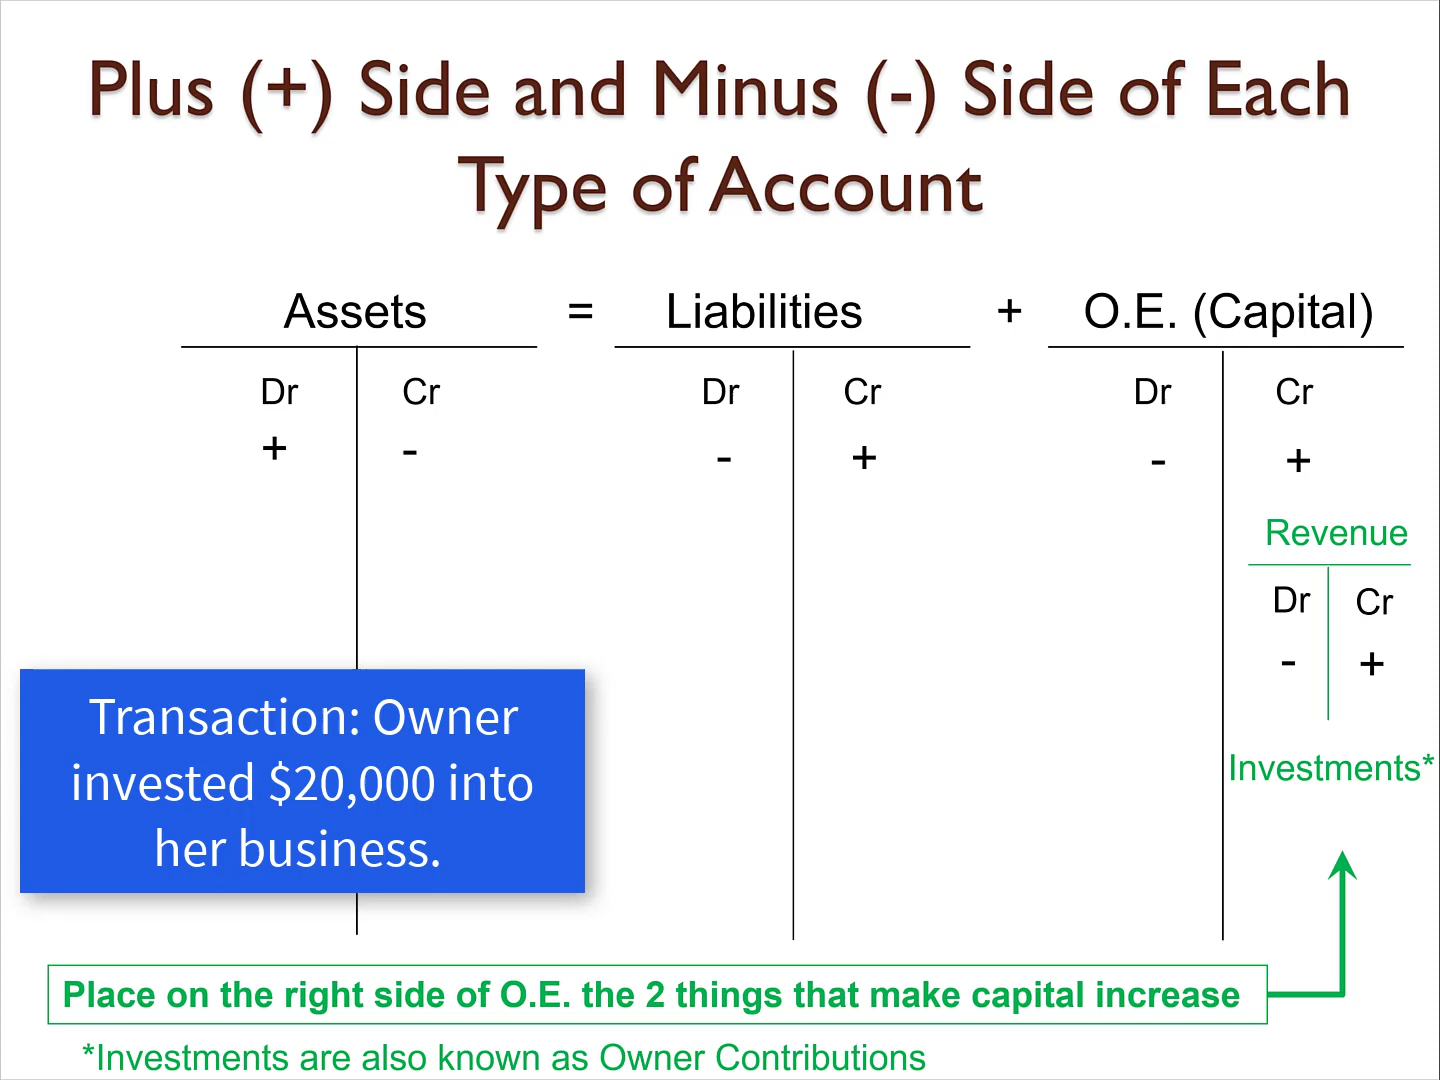 Plus (+) Side and Minus (-) Side of Each
Type of Account
Assets = Liabilities + O.E. (Capital)
Dr Cr Dr Cr Dr Cr
+ - - + - +
Revenue
Dr Cr
- +
Transaction: Owner
invested $20,000 into
her business.
Investments*
Place on the right side of O.E. the 2 things that make capital increase
*Investments are also known as Owner Contributions